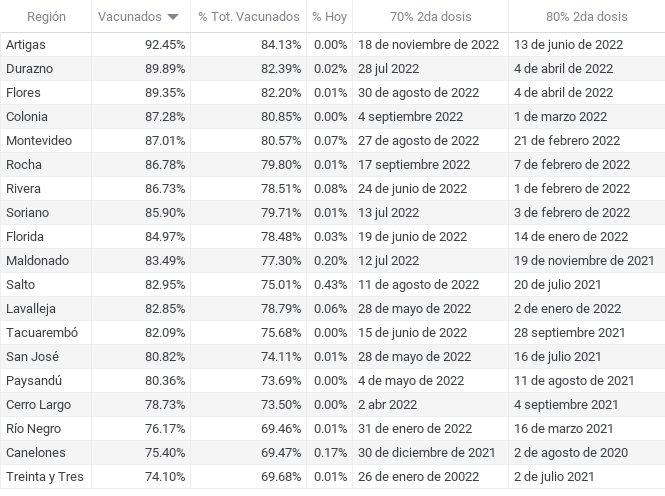 Región Vacunados % Tot. Vacunados % Hoy 70% 2da dosis 80% 2da dosis
Artigas 92.45% 84.13% 0.00% 18 de noviembre de 2022 13 de junio de 2022
Durazno 89.89% 82.39% 0.02% 28 jul 2022 4 de abril de 2022
Flores 89.35% 82.20% 0.01% 30 de agosto de 2022 4 de abril de 2022
Colonia 87.28% 80.85% 0.00% 4 septiembre 2022 1 de marzo 2022
Montevideo 87.01% 80.57% 0.07% 27 de agosto de 2022 21 de febrero 2022
Rocha 86.78% 79.80% 0.01% 17 septiembre 2022 7 de febrero de 2022
Rivera 86.73% 78.51% 0.08% 24 de junio de 2022 1 de febrero de 2022
Soriano 85.90% 79.71% 0.01% 13 jul 2022 3 de febrero de 2022
Florida 84.97% 78.48% 0.03% 19 de junio de 2022 14 de enero de 2022
Maldonado 83.49% 77.30% 0.20% 12 jul 2022 19 de noviembre de 2021
Salto 82.95% 75.01% 0.43% 11 de agosto de 2022 20 de julio 2021
Lavalleja 82.85% 78.79% 0.06% 28 de mayo de 2022 2 de enero de 2022
Tacuarembó 82.09% 75.68% 0.00% 15 de junio de 2022 28 septiembre 2021
San José 80.82% 74.11% 0.01% 28 de mayo de 2022 16 de julio 2021
Paysandú 80.36% 73.69% 0.00% 4 de mayo de 2022 11 de agosto de 2021
Cerro Largo 78.73% 73.50% 0.00% 2 abr 2022 4 septiembre 2021
Río Negro 76.17% 69.46% 0.01% 31 de enero de 2022 16 de marzo 2021
Canelones 75.40% 69.47% 0.17% 30 de diciembre de 2021 2 de agosto de 2020
Treinta y Tres 74.10% 69.68% 0.01% 26 de enero de 20022 2 de julio 2021